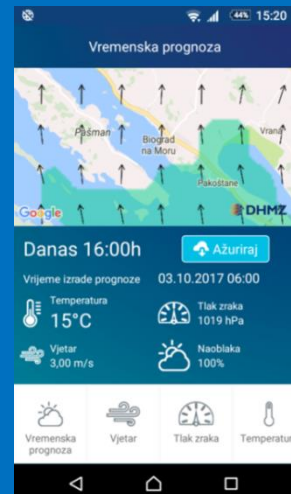 44% 15:20
Vremenska prognoza
Pašman
Biograd
na Moru
Vrana
Pakoštane
Google
DHMZ
Danas 16:00h
Ažuriraj
Vrijeme izrade prognoze 03.10.2017 06:00
Temperatura
15°C
Tlak zraka
1019 hPa
Vjetar
3,00 m/s
Naoblaka
100%
Vremenska
prognoza
Vjetar
Tlak zraka
Temperatur